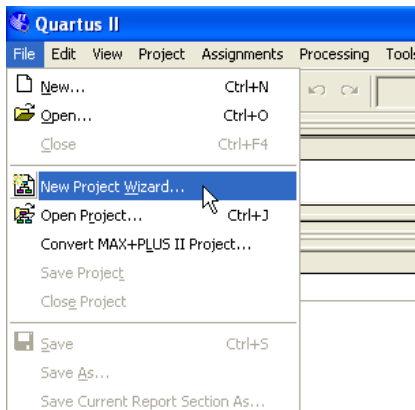 Quartus II
File Edit View Project Assignments Processing Tools
New... Ctrl+N
Open... Ctrl+O
Close Ctrl+F4
New Project Wizard...
Open Project... Ctrl+J
Convert MAX+PLUS II Project...
Save Project
Close Project
Save Ctrl+S
Save As...
Save Current Report Section As...